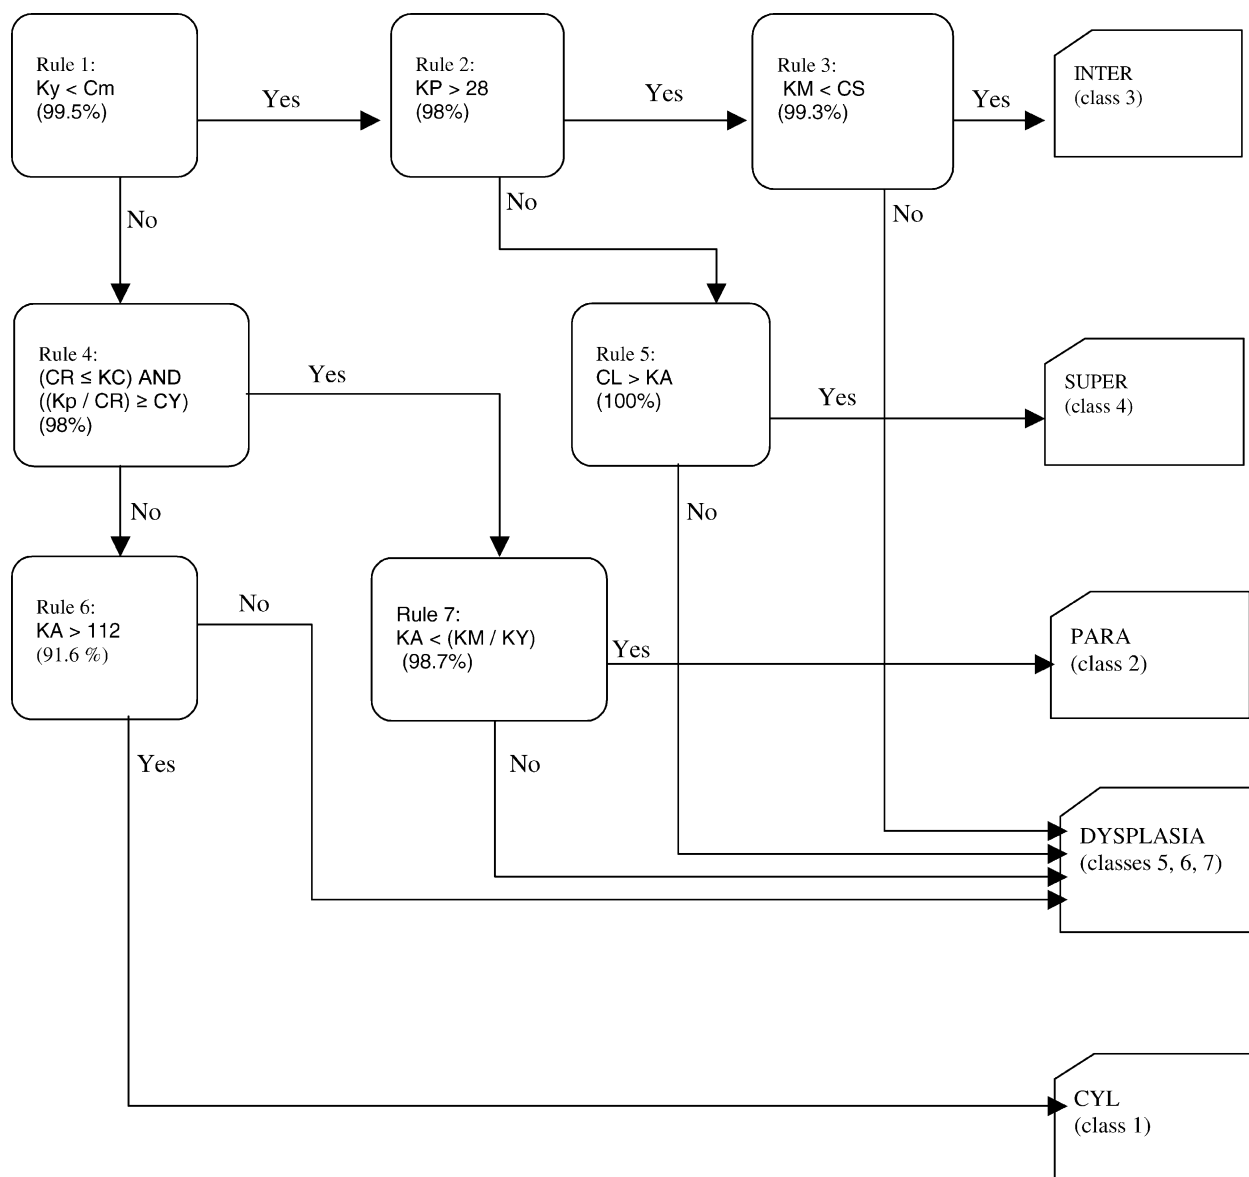 Rule 1:
Ky < Cm
(99.5%)
Yes
Rule 2:
KP > 28
(98%)
Yes
Rule 3:
KM < CS
(99.3%)
Yes
INTER
(class 3)
No
No
No
Rule 4:
(CR ≤ KC) AND
((Kp / CR) ≥ CY)
(98%)
Yes
Rule 5:
CL > KA
(100%)
Yes
SUPER
(class 4)
No
No
Rule 6:
KA > 112
(91.6 %)
No
Rule 7:
KA < (KM / KY)
(98.7%)
Yes
PARA
(class 2)
Yes
No
DYSPLASIA
(classes 5, 6, 7)
CYL
(class 1)